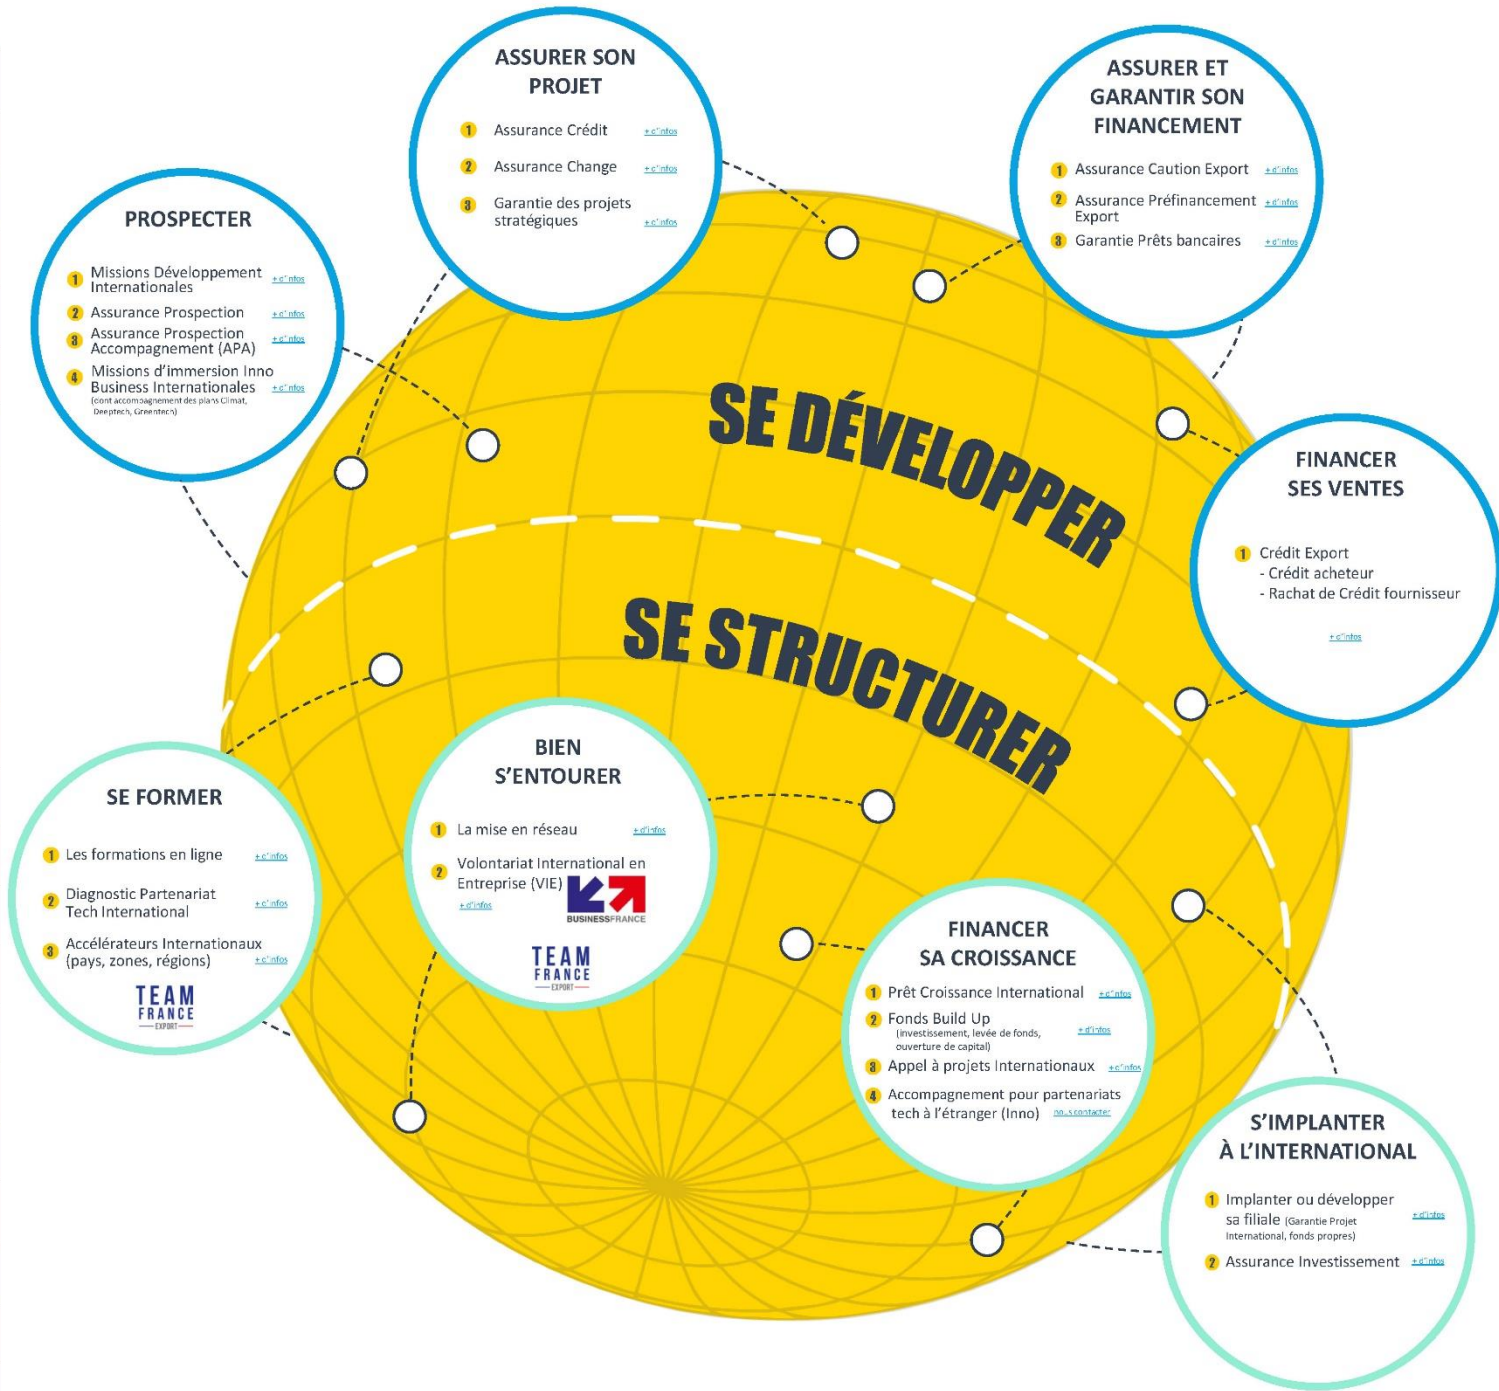 ASSURER SON
PROJET
1 Assurance Crédit + d'infos
2 Assurance Change + d'infos
3 Garantie des projets
stratégiques + d'infos
ASSURER ET
GARANTIR SON
FINANCEMENT
1 Assurance Caution Export + d'infos
2 Assurance Préfinancement + d'infos
Export
3 Garantie Prêts bancaires + d'infos
PROSPECTER
1 Missions Développement
Internationales + d'infos
2 Assurance Prospection + d'infos
3 Assurance Prospection
Accompagnement (APA) + d'infos
4 Missions d'immersion Inno
Business Internationales + d'infos
(dont accompagnement des plans Climat,
Deeptech, Greentech)
SE DÉVELOPPER
FINANCER
SES VENTES
1 Crédit Export
- Crédit acheteur
- Rachat de Crédit fournisseur
+ d'infos
SE STRUCTURER
SE FORMER
1 Les formations en ligne + d'infos
2 Diagnostic Partenariat
Tech International + d'infos
3 Accélérateurs Internationaux
(pays, zones, régions) + d'infos
TEAM
FRANCE
EXPORT
BIEN
S'ENTOURER
1 La mise en réseau + d'infos
2 Volontariat International en
Entreprise (VIE)
+ d'infos
BUSINESSFRANCE
TEAM
FRANCE
EXPORT
FINANCER
SA CROISSANCE
1 Prêt Croissance International + d'infos
2 Fonds Build Up
(investissement, levée de fonds, + d'infos
ouverture de capital)
3 Appel à projets Internationaux + d'infos
4 Accompagnement pour partenariats
tech à l'étranger (Inno) nous contacter
S'IMPLANTER
À L'INTERNATIONAL
1 Implanter ou développer
sa filiale (Garantie Projet + d'infos
International, fonds propres)
2 Assurance Investissement + d'infos